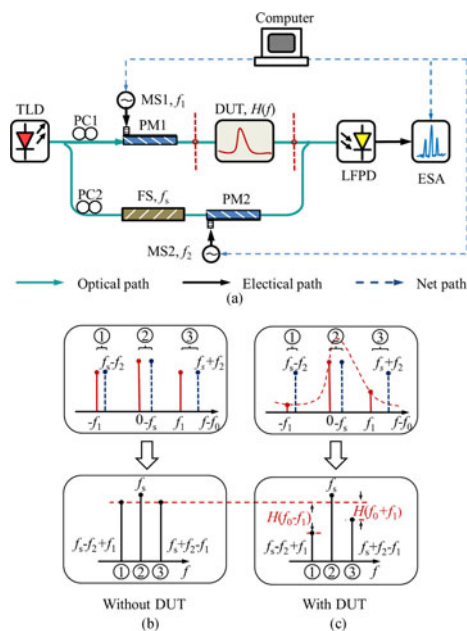 Computer
MS1, f₁
TLD
PC1
PM1
DUT, H(f)
PC2
FS, fₛ
PM2
LFPD
ESA
MS2, f₂
Optical path
Electical path
Net path
(a)
① ② ③
fₛ-f₂
fₛ+f₂
-f₁ 0 -fₛ f₁ f-f₀
① ② ③
fₛ-f₂
fₛ+f₂
-f₁ 0 -fₛ f₁ f-f₀
fₛ
fₛ-f₂+f₁
fₛ+f₂-f₁
① ② ③ f
fₛ
H(f₀-f₁)
H(f₀+f₁)
fₛ-f₂+f₁
fₛ+f₂-f₁
① ② ③ f
Without DUT
(b)
With DUT
(c)